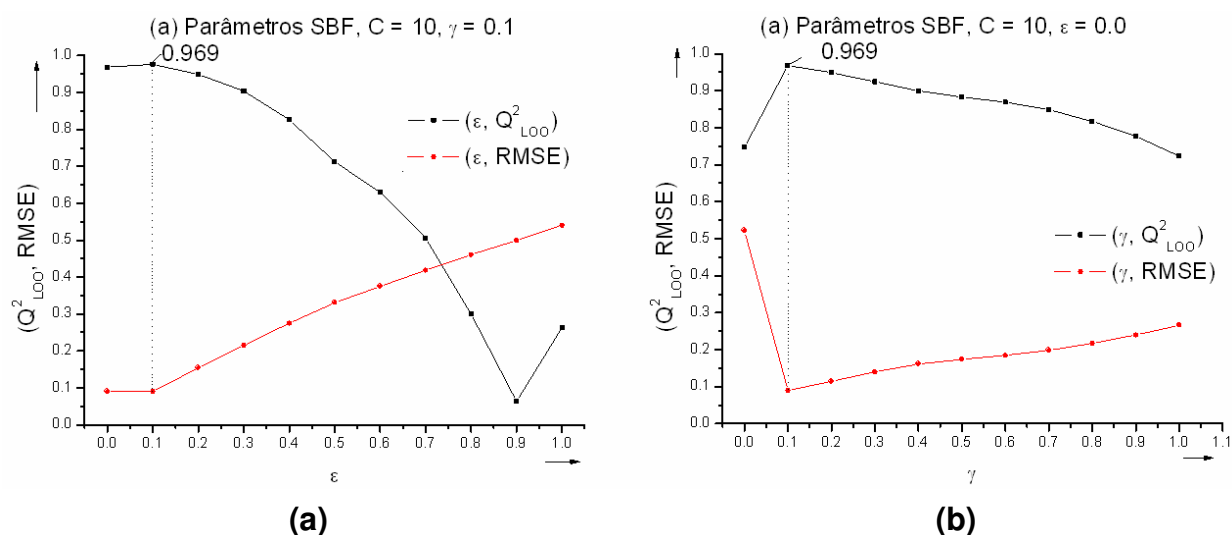 (a) Parâmetros SBF, C = 10, γ = 0.1
0.969
1.0
0.9
0.8
0.7
0.6
0.5
0.4
0.3
0.2
0.1
0.0
(Q²LOO, RMSE)
(ε, Q²LOO)
(ε, RMSE)
0.0 0.1 0.2 0.3 0.4 0.5 0.6 0.7 0.8 0.9 1.0
ε
(a)
(a) Parâmetros SBF, C = 10, ε = 0.0
0.969
1.0
0.9
0.8
0.7
0.6
0.5
0.4
0.3
0.2
0.1
0.0
(Q²LOO, RMSE)
(γ, Q²LOO)
(γ, RMSE)
0.0 0.1 0.2 0.3 0.4 0.5 0.6 0.7 0.8 0.9 1.0 1.1
γ
(b)